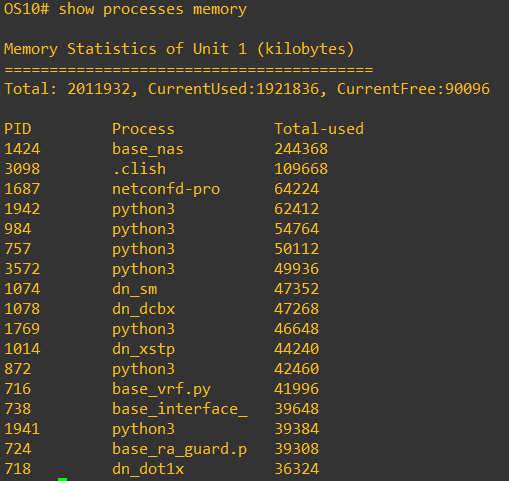 OS10# show processes memory
Memory Statistics of Unit 1 (kilobytes)
=========================================
Total: 2011932, CurrentUsed:1921836, CurrentFree:90096
PID Process Total-used
1424 base_nas 244368
3098 .clish 109668
1687 netconfd-pro 64224
1942 python3 62412
984 python3 54764
757 python3 50112
3572 python3 49936
1074 dn_sm 47352
1078 dn_dcbx 47268
1769 python3 46648
1014 dn_xstp 44240
872 python3 42460
716 base_vrf.py 41996
738 base_interface_ 39648
1941 python3 39384
724 base_ra_guard.p 39308
718 dn_dot1x 36324